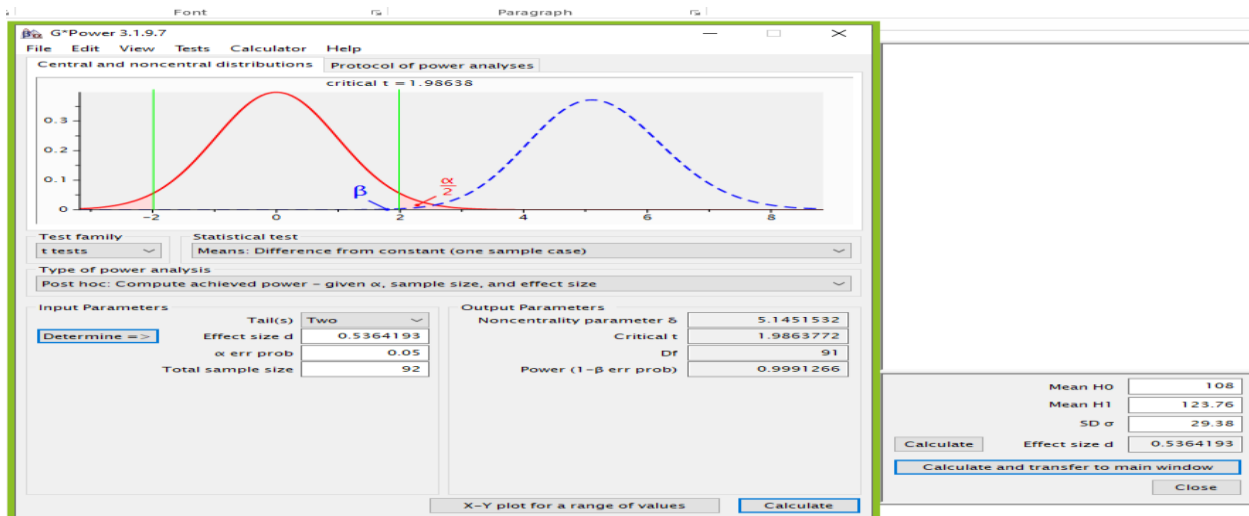 Font Paragraph
G*Power 3.1.9.7
File Edit View Tests Calculator Help
Central and noncentral distributions Protocol of power analyses
critical t = 1.98638
0.3
0.2
0.1
0
β
α
2
-2 0 2 4 6 8
Test family Statistical test
t tests Means: Difference from constant (one sample case)
Type of power analysis
Post hoc: Compute achieved power – given α, sample size, and effect size
Input Parameters Output Parameters
Tail(s) Two Noncentrality parameter δ 5.1451532
Determine => Effect size d 0.5364193 Critical t 1.9863772
α err prob 0.05 Df 91
Total sample size 92 Power (1-β err prob) 0.9991266
Mean H0 108
Mean H1 123.76
SD σ 29.38
Calculate Effect size d 0.5364193
Calculate and transfer to main window
Close
X-Y plot for a range of values Calculate